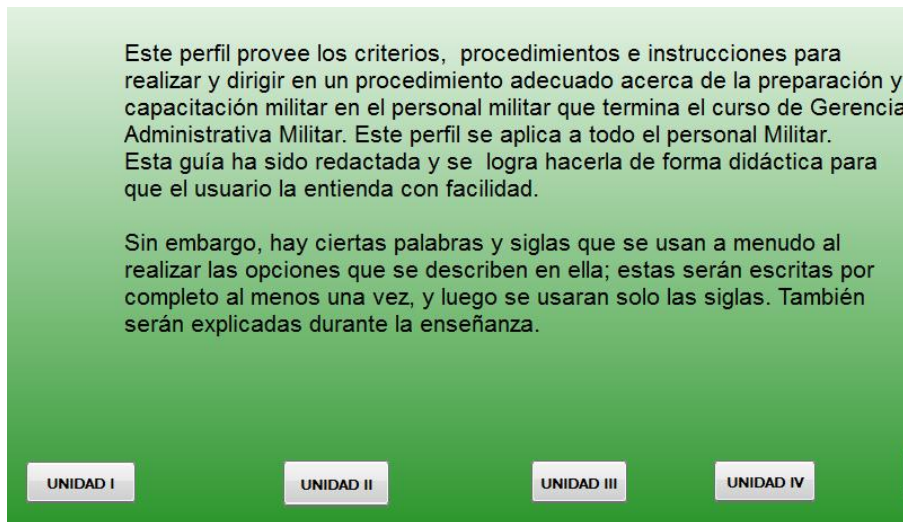 Este perfil provee los criterios,  procedimientos e instrucciones para
realizar y dirigir en un procedimiento adecuado acerca de la preparación y
capacitación militar en el personal militar que termina el curso de Gerencia
Administrativa Militar. Este perfil se aplica a todo el personal Militar.
Esta guía ha sido redactada y se  logra hacerla de forma didáctica para
que el usuario la entienda con facilidad.
Sin embargo, hay ciertas palabras y siglas que se usan a menudo al
realizar las opciones que se describen en ella; estas serán escritas por
completo al menos una vez, y luego se usaran solo las siglas. También
serán explicadas durante la enseñanza.
UNIDAD I
UNIDAD II
UNIDAD III
UNIDAD IV